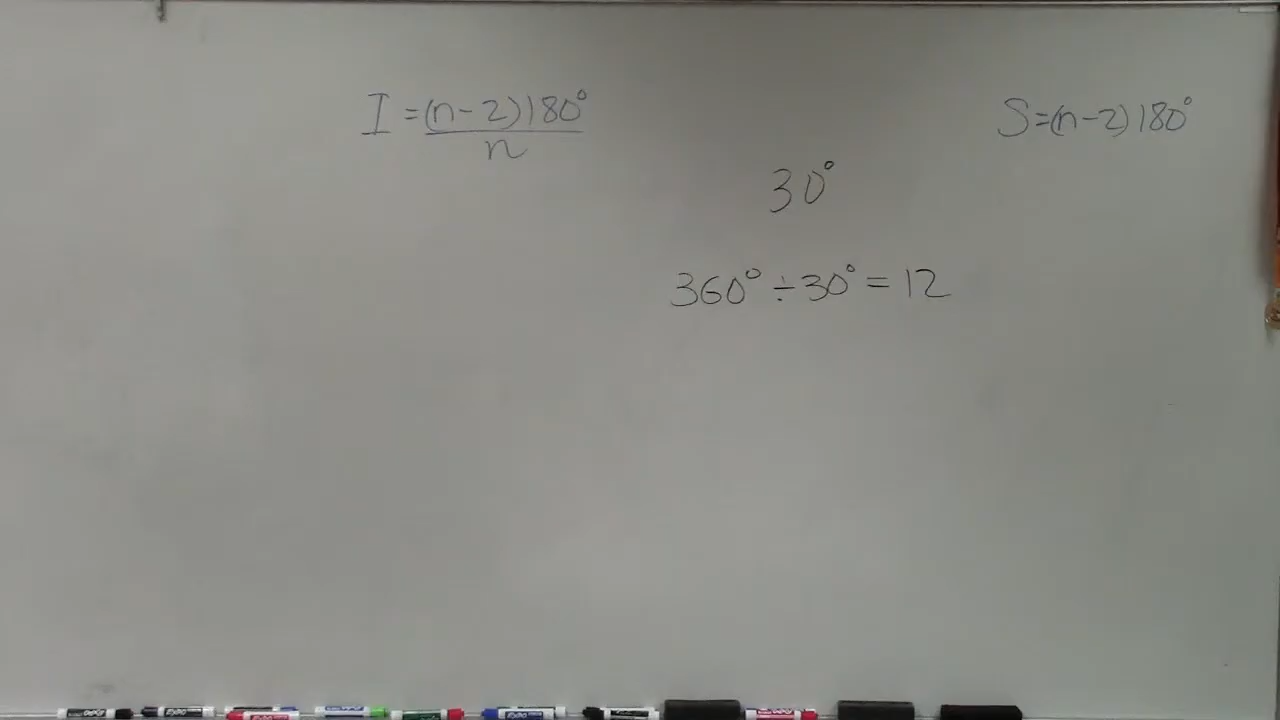 I = (n-2)180°
n
S=(n-2)180°
30°
360° ÷ 30° = 12